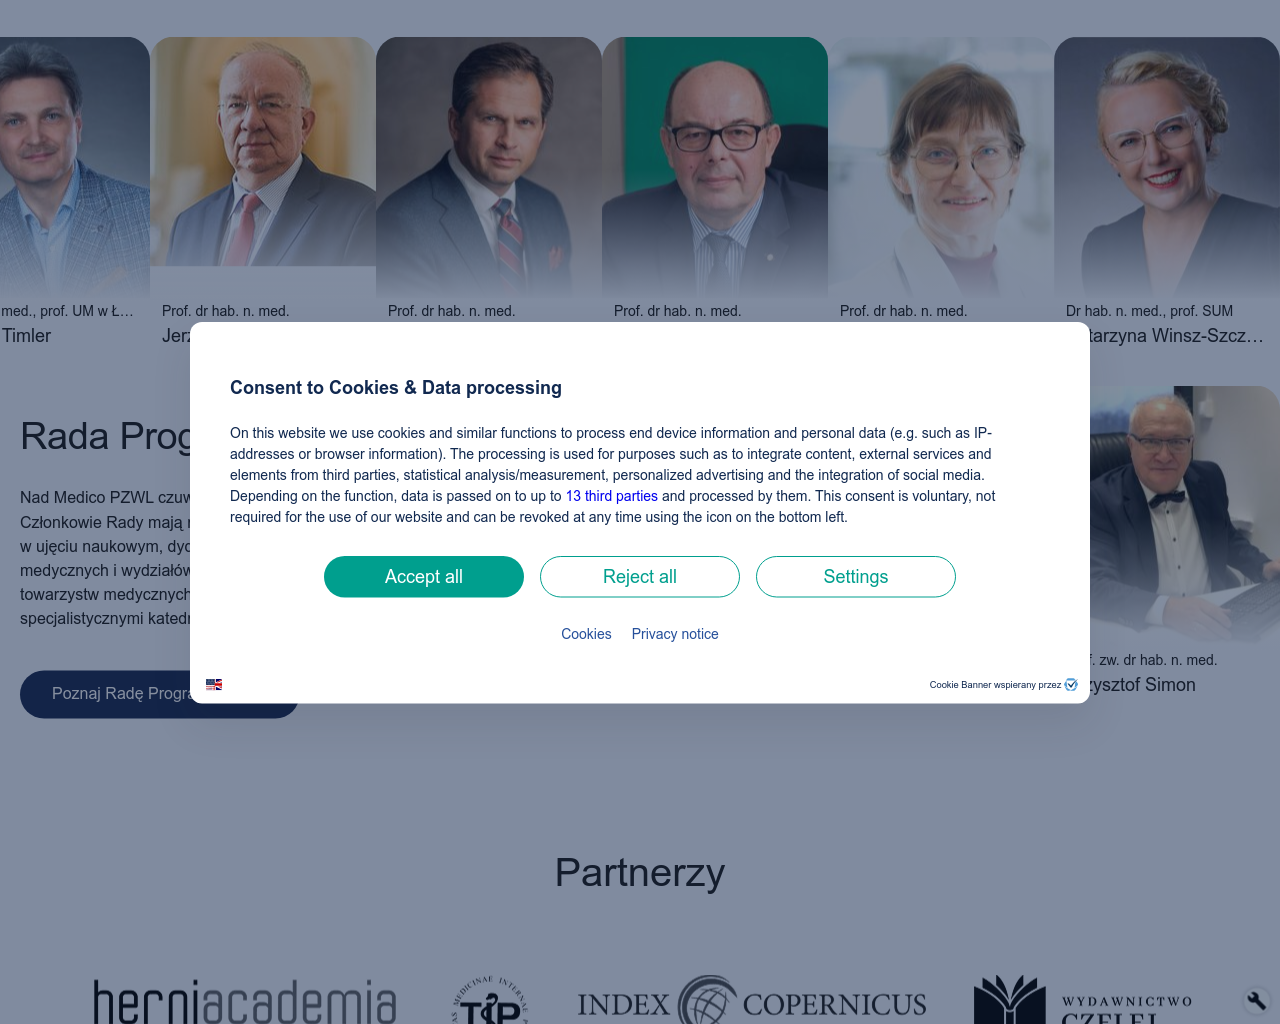 med., prof. UM w Ł...
Timler
Prof. dr hab. n. med.
Prof. dr hab. n. med.
Prof. dr hab. n. med.
Prof. dr hab. n. med.
Dr hab. n. med., prof. SUM
tarzyna Winsz-Szcz...
Consent to Cookies & Data processing
On this website we use cookies and similar functions to process end device information and personal data (e.g. such as IP-
addresses or browser information). The processing is used for purposes such as to integrate content, external services and
elements from third parties, statistical analysis/measurement, personalized advertising and the integration of social media.
Depending on the function, data is passed on to up to 13 third parties and processed by them. This consent is voluntary, not
required for the use of our website and can be revoked at any time using the icon on the bottom left.
Accept all
Reject all
Settings
Cookies
Privacy notice
Cookie Banner wspierany przez
Rada
Nad Medico PZWL
Członkowie Rady mają
w ujęciu naukowym,
medycznych i wydziałów
towarzystw medycznych
specjalistycznymi
Poznaj Radę
zw. dr hab. n. med.
zysztof Simon
Partnerzy
herniacademia
MEDICINAE INTERNAE
TIP
INDEX COPERNICUS
WYDAWNICTWO
CZELEJ